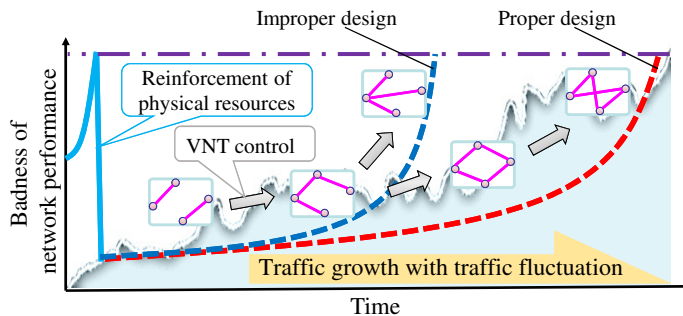 Improper design
Proper design
Reinforcement of
physical resources
VNT control
Badness of
network performance
Traffic growth with traffic fluctuation
Time